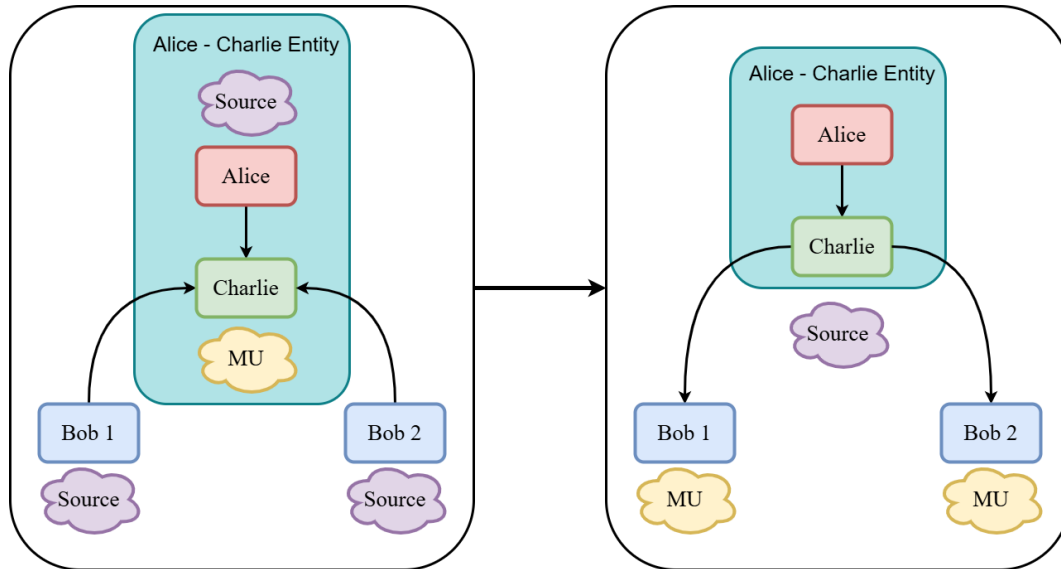 Alice - Charlie Entity
Source
Alice
Charlie
MU
Bob 1
Bob 2
Source
Source
Alice - Charlie Entity
Alice
Charlie
Source
Bob 1
Bob 2
MU
MU